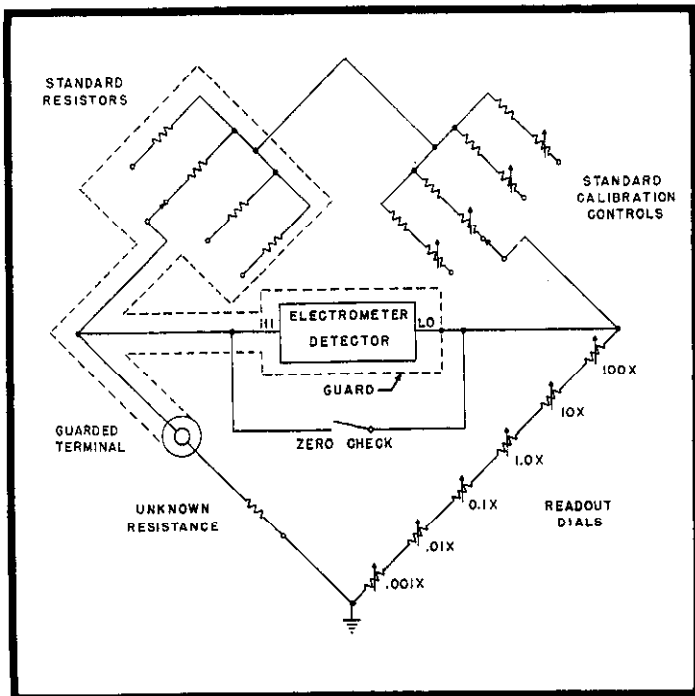 STANDARD
RESISTORS
STANDARD
CALIBRATION
CONTROLS
HI
ELECTROMETER
DETECTOR
LO
GUARD
ZERO CHECK
GUARDED
TERMINAL
UNKNOWN
RESISTANCE
100X
10X
1.0X
0.1X
.01X
.001X
READOUT
DIALS